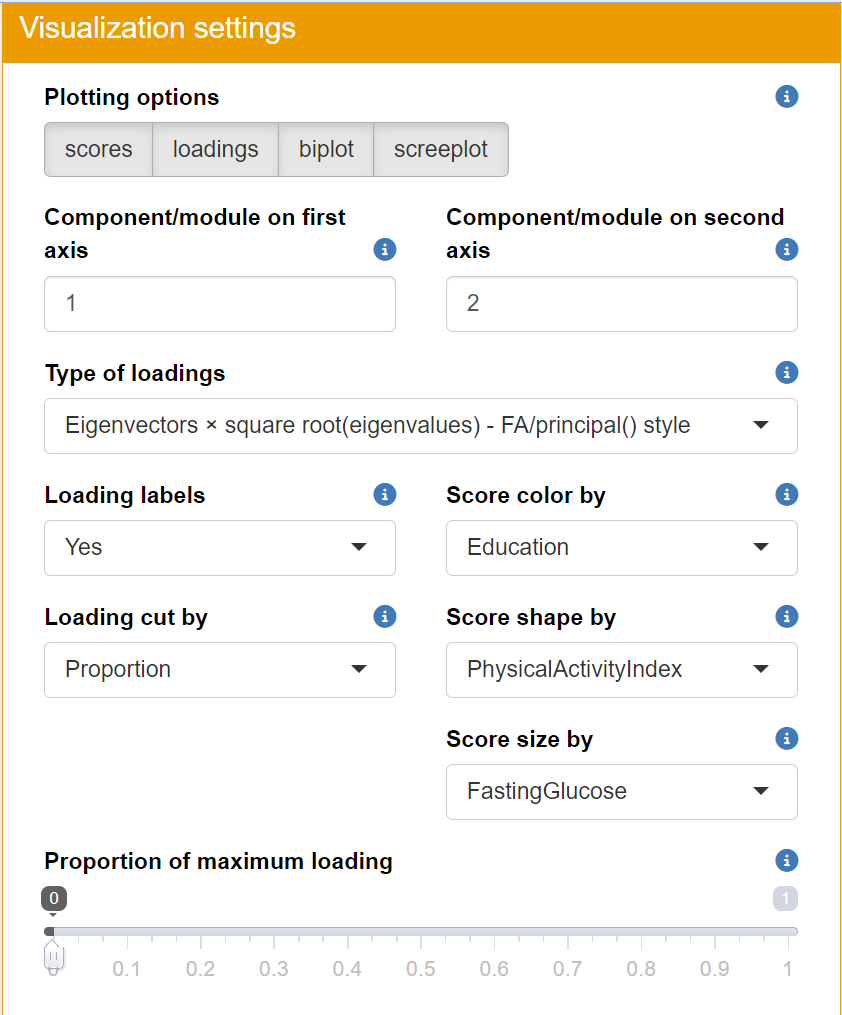 Visualization settings
Plotting options
scores loadings biplot screeplot
Component/module on first
axis
Component/module on second
axis
1
2
Type of loadings
Eigenvectors × square root(eigenvalues) - FA/principal() style
Loading labels
Score color by
Yes
Education
Loading cut by
Score shape by
Proportion
PhysicalActivityIndex
Score size by
FastingGlucose
Proportion of maximum loading
0 1
0 0.1 0.2 0.3 0.4 0.5 0.6 0.7 0.8 0.9 1